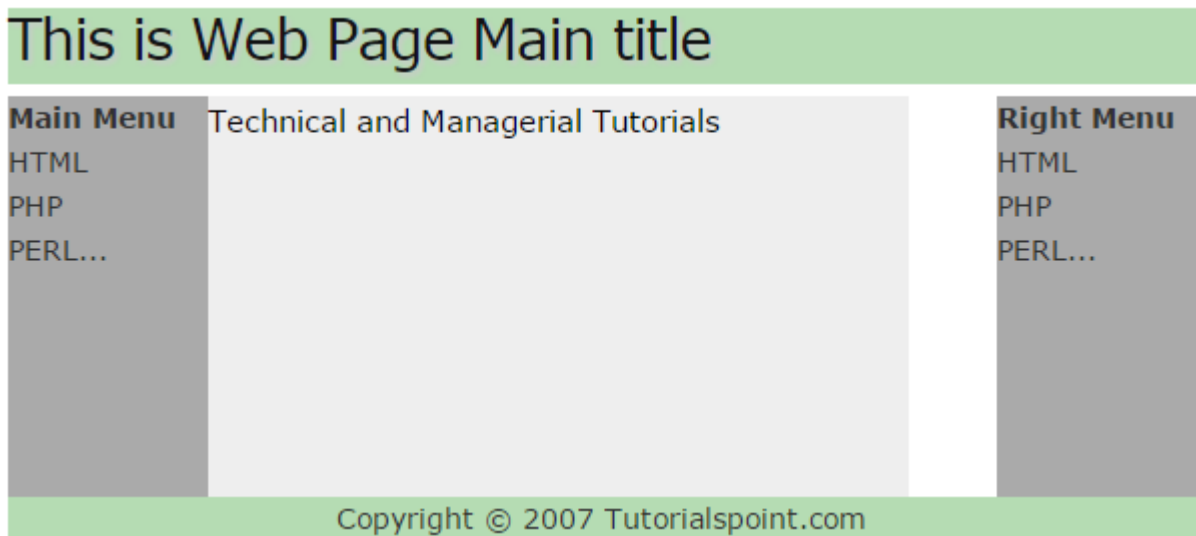 This is Web Page Main title
Main Menu
HTML
PHP
PERL...
Technical and Managerial Tutorials
Right Menu
HTML
PHP
PERL...
Copyright © 2007 Tutorialspoint.com